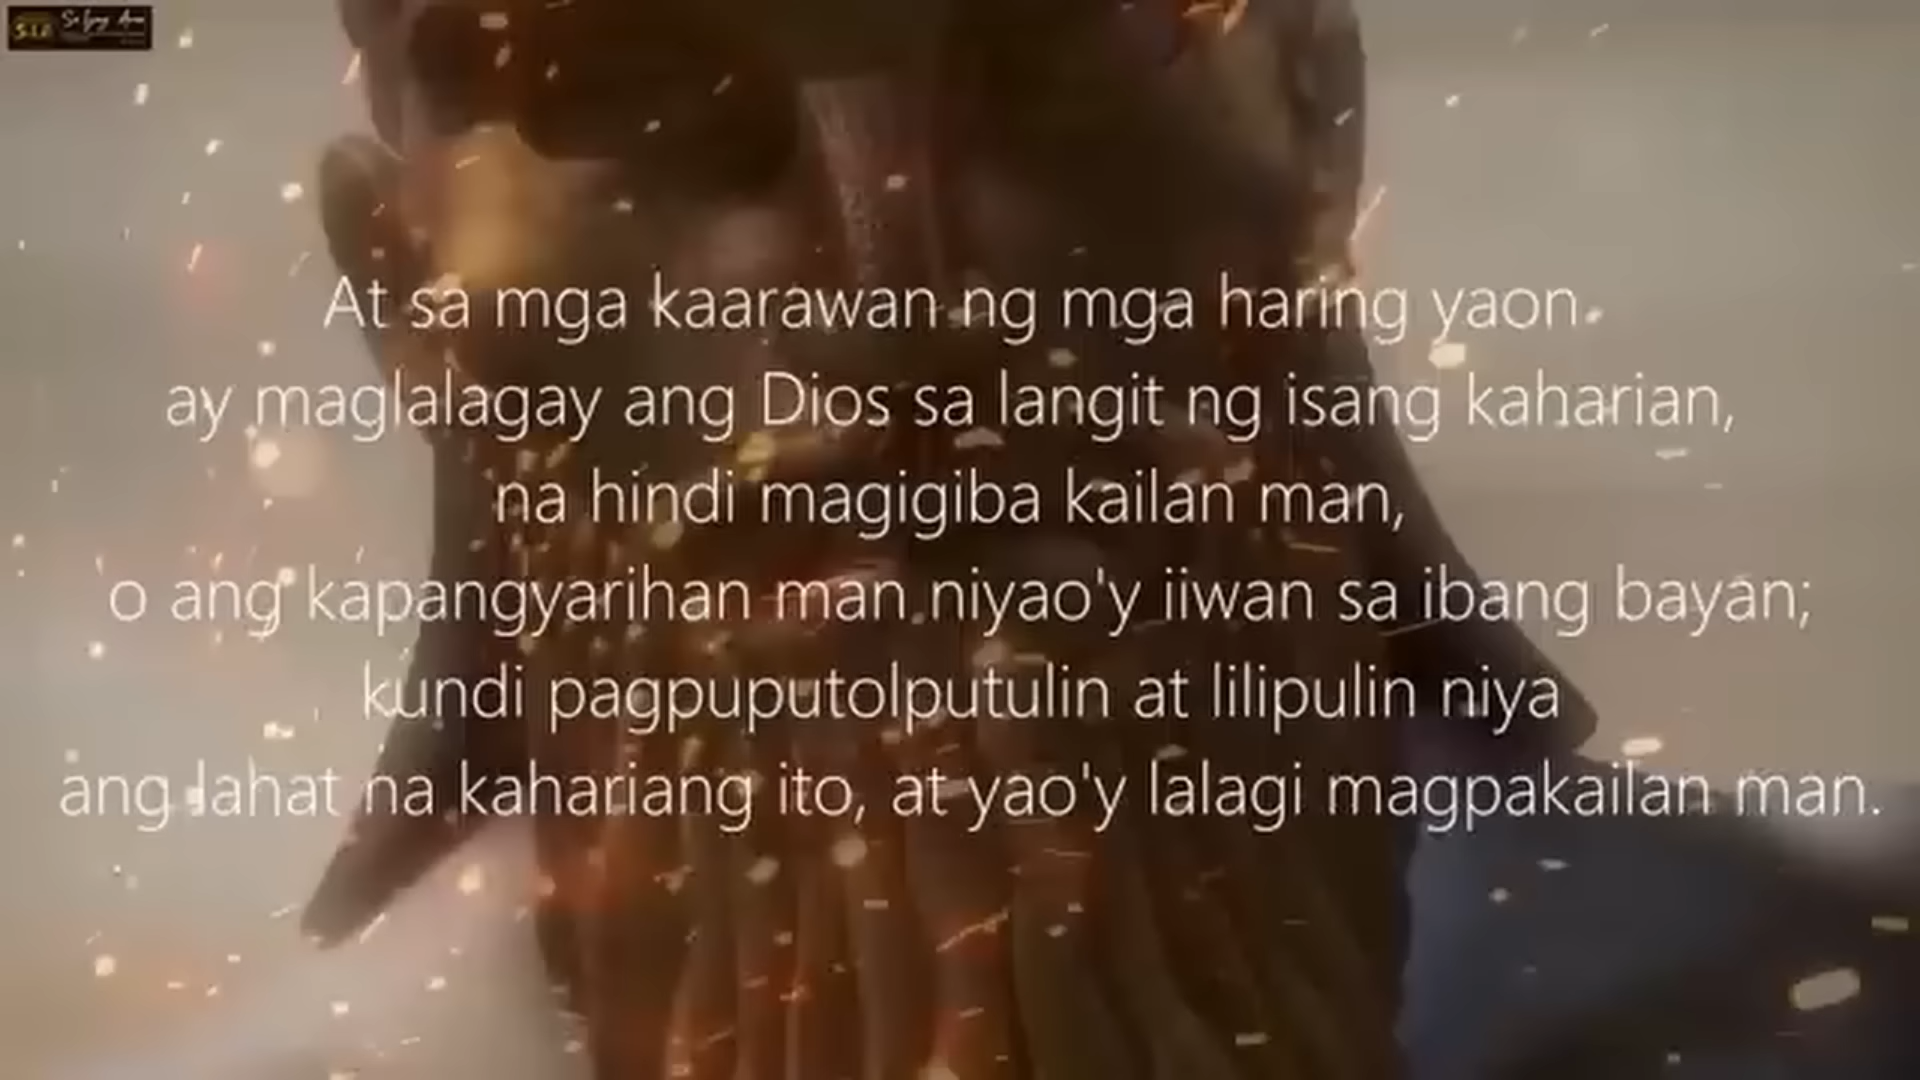 At sa mga kaarawan ng mga haring yaon
ay maglalagay ang Dios sa langit ng isang kaharian,
na hindi magigiba kailan man,
o ang kapangyarihan man niyao'y iiwan sa ibang bayan;
kundi pagpuputolputulin at lilipulin niya
ang lahat na kahariang ito, at yao'y lalagi magpakailan man.